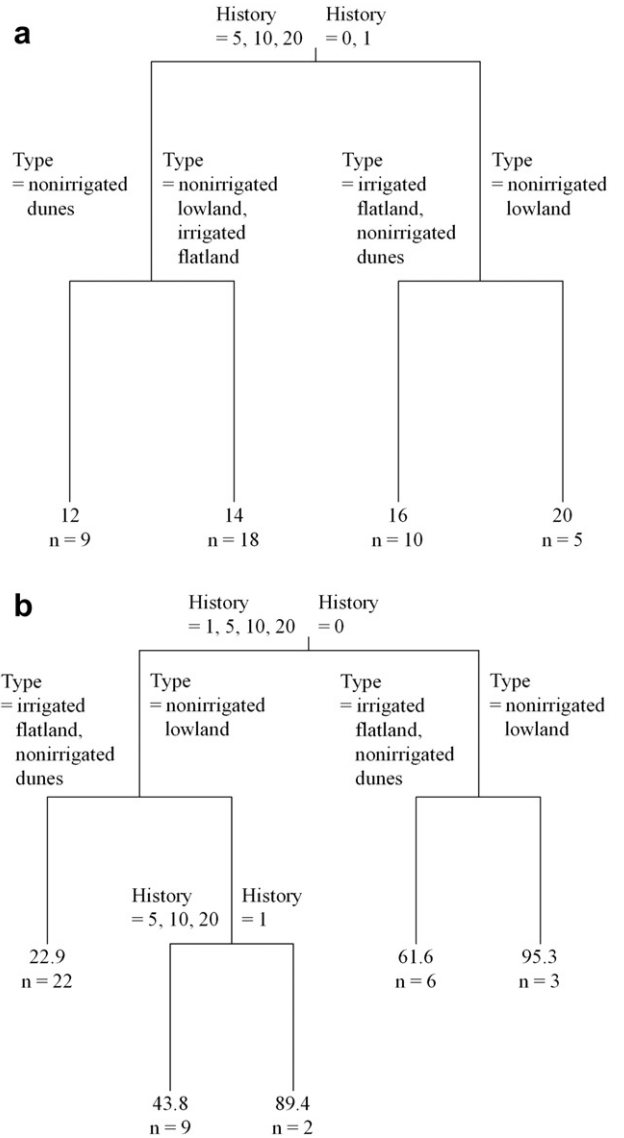 a
History
= 5, 10, 20
History
= 0, 1
Type
= nonirrigated
dunes
Type
= nonirrigated
lowland,
irrigated
flatland
Type
= irrigated
flatland,
nonirrigated
dunes
Type
= nonirrigated
lowland
12
n = 9
14
n = 18
16
n = 10
20
n = 5
b
History
= 1, 5, 10, 20
History
= 0
Type
= irrigated
flatland,
nonirrigated
dunes
Type
= nonirrigated
lowland
Type
= irrigated
flatland,
nonirrigated
dunes
Type
= nonirrigated
lowland
History
= 5, 10, 20
History
= 1
22.9
n = 22
61.6
n = 6
95.3
n = 3
43.8
n = 9
89.4
n = 2